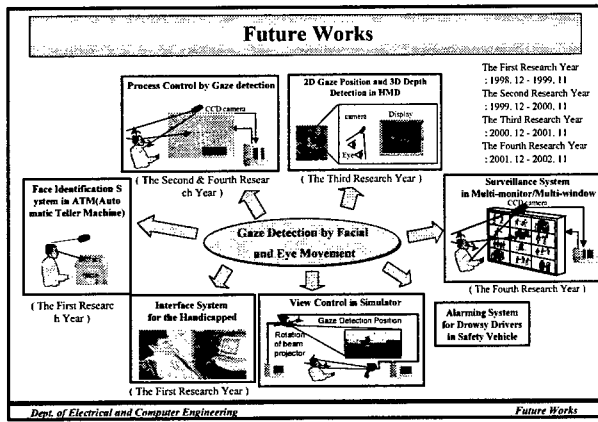 Future Works
The First Research Year
: 1998. 12 - 1999. 11
The Second Research Year
: 1999. 12 - 2000. 11
The Third Research Year
: 2000. 12 - 2001. 11
The Fourth Research Year
: 2001. 12 - 2002. 11
Process Control by Gaze detection
CCD camera
( The Second & Fourth Resear
ch Year )
2D Gaze Position and 3D Depth
Detection in HMD
camera
Display
Eye
( The Third Research Year )
Face Identification S
ystem in ATM(Auto
matic Teller Machine)
( The First Researc
h Year )
Gaze Detection by Facial
and Eye Movement
Surveillance System
in Multi-monitor/Multi-window
CCD camera
( The Fourth Research Year )
Interface System
for the Handicapped
( The First Research Year )
View Control in Simulator
Gaze Detection Position
Rotation
of beam
projector
Alarming System
for Drowsy Drivers
in Safety Vehicle
Dept. of Electrical and Computer Engineering
Future Works